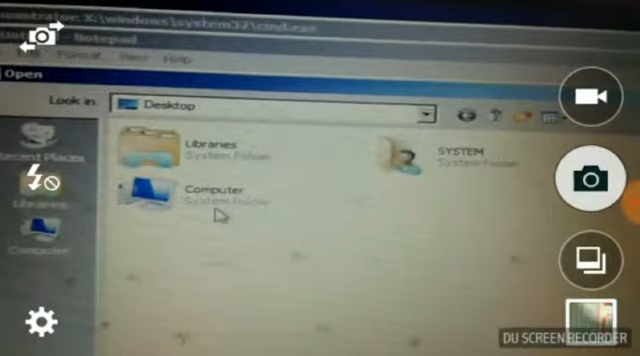 Administrator: X:\windows\system32\cmd.exe
Untitled - Notepad
Edit Format View Help
Open
Look in:
Desktop
Recent Places
Libraries
Computer
Libraries
System Folder
SYSTEM
System Folder
Computer
System Folder
DU SCREEN RECORDER